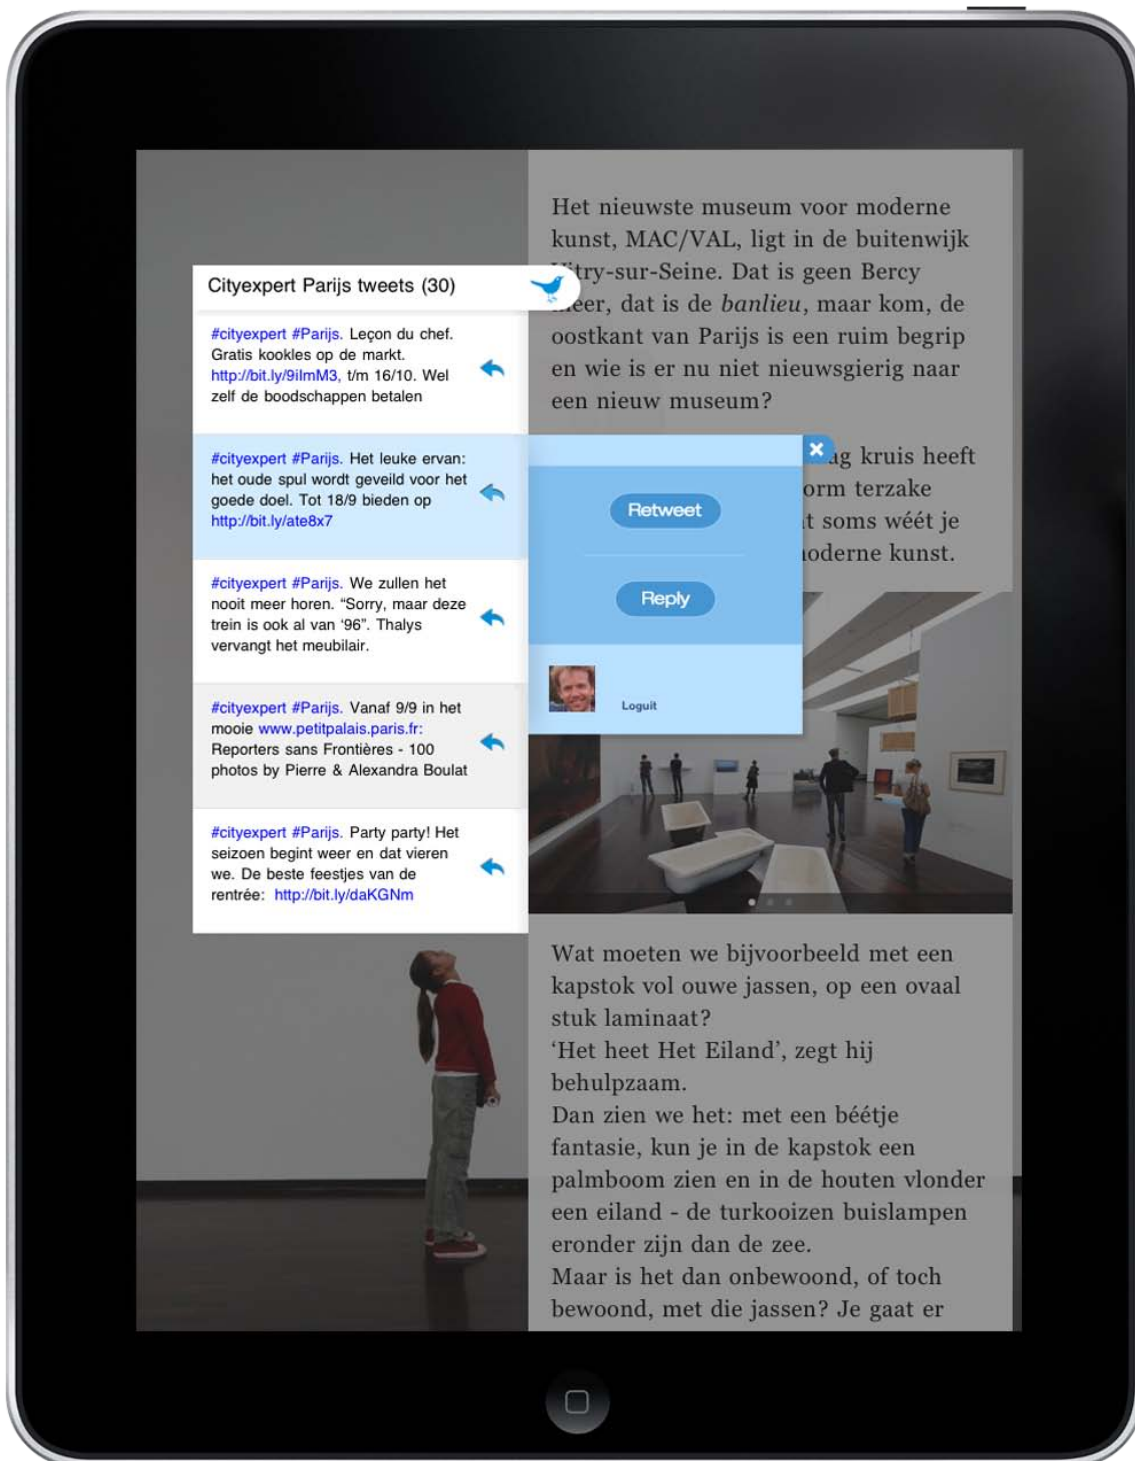 Het nieuwste museum voor moderne
kunst, MAC/VAL, ligt in de buitenwijk
Vitry-sur-Seine. Dat is geen Bercy
meer, dat is de banlieu, maar kom, de
oostkant van Parijs is een ruim begrip
en wie is er nu niet nieuwsgierig naar
een nieuw museum?
kruis heeft
orm terzake
soms wéét je
moderne kunst.
Cityexpert Parijs tweets (30)
#cityexpert #Parijs. Leçon du chef.
Gratis kookles op de markt.
http://bit.ly/9iImM3, t/m 16/10. Wel
zelf de boodschappen betalen
#cityexpert #Parijs. Het leuke ervan:
het oude spul wordt geveild voor het
goede doel. Tot 18/9 bieden op
http://bit.ly/ate8x7
#cityexpert #Parijs. We zullen het
nooit meer horen. “Sorry, maar deze
trein is ook al van ‘96”. Thalys
vervangt het meubilair.
#cityexpert #Parijs. Vanaf 9/9 in het
mooie www.petitpalais.paris.fr:
Reporters sans Frontières - 100
photos by Pierre & Alexandra Boulat
#cityexpert #Parijs. Party party! Het
seizoen begint weer en dat vieren
we. De beste feestjes van de
rentrée: http://bit.ly/daKGNm
Retweet
Reply
Loguit
Wat moeten we bijvoorbeeld met een
kapstok vol ouwe jassen, op een ovaal
stuk laminaat?
‘Het heet Het Eiland’, zegt hij
behulpzaam.
Dan zien we het: met een béétje
fantasie, kun je in de kapstok een
palmboom zien en in de houten vlonder
een eiland - de turkooizen buislampen
eronder zijn dan de zee.
Maar is het dan onbewoond, of toch
bewoond, met die jassen? Je gaat er